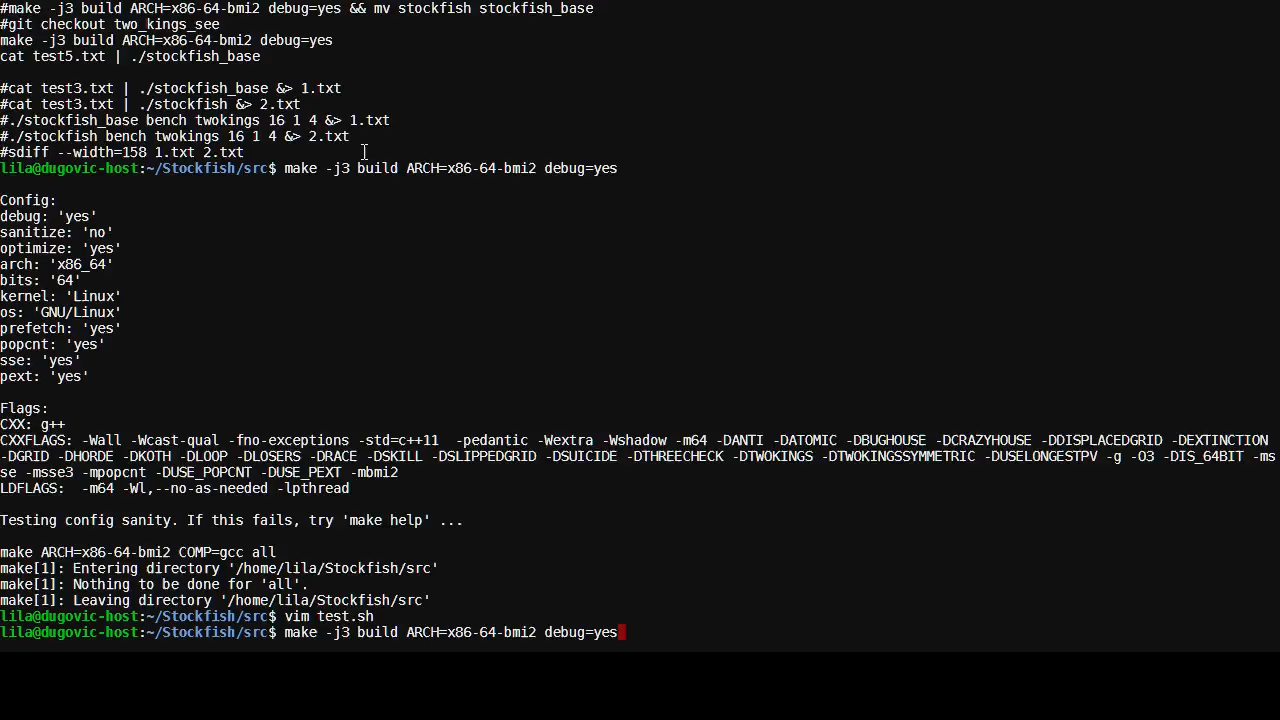 #make -j3 build ARCH=x86-64-bmi2 debug=yes && mv stockfish stockfish_base
#git checkout two_kings_see
make -j3 build ARCH=x86-64-bmi2 debug=yes
cat test5.txt | ./stockfish_base
#cat test3.txt | ./stockfish_base &> 1.txt
#cat test3.txt | ./stockfish &> 2.txt
#./stockfish_base bench twokings 16 1 4 &> 1.txt
#./stockfish bench twokings 16 1 4 &> 2.txt
#sdiff --width=158 1.txt 2.txt
lila@dugovic-host:~/Stockfish/src$ make -j3 build ARCH=x86-64-bmi2 debug=yes
Config:
debug: 'yes'
sanitize: 'no'
optimize: 'yes'
arch: 'x86_64'
bits: '64'
kernel: 'Linux'
os: 'GNU/Linux'
prefetch: 'yes'
popcnt: 'yes'
sse: 'yes'
pext: 'yes'
Flags:
CXX: g++
CXXFLAGS: -Wall -Wcast-qual -fno-exceptions -std=c++11  -pedantic -Wextra -Wshadow -m64 -DANTI -DATOMIC -DBUGHOUSE -DCRAZYHOUSE -DDISPLACEDGRID -DEXTINCTION
-DGRID -DHORDE -DKOTH -DLOOP -DLOSERS -DRACE -DSKILL -DSLIPPEDGRID -DSUICIDE -DTHREECHECK -DTWOKINGS -DTWOKINGSSYMMETRIC -DUSELONGESTPV -g -O3 -DIS_64BIT -ms
se -msse3 -mpopcnt -DUSE_POPCNT -DUSE_PEXT -mbmi2
LDFLAGS:  -m64 -Wl,--no-as-needed -lpthread
Testing config sanity. If this fails, try 'make help' ...
make ARCH=x86-64-bmi2 COMP=gcc all
make[1]: Entering directory '/home/lila/Stockfish/src'
make[1]: Nothing to be done for 'all'.
make[1]: Leaving directory '/home/lila/Stockfish/src'
lila@dugovic-host:~/Stockfish/src$ vim test.sh
lila@dugovic-host:~/Stockfish/src$ make -j3 build ARCH=x86-64-bmi2 debug=yes